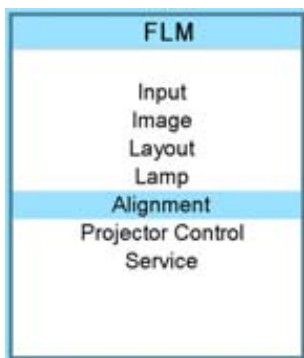 FLM
Input
Image
Layout
Lamp
Alignment
Projector Control
Service